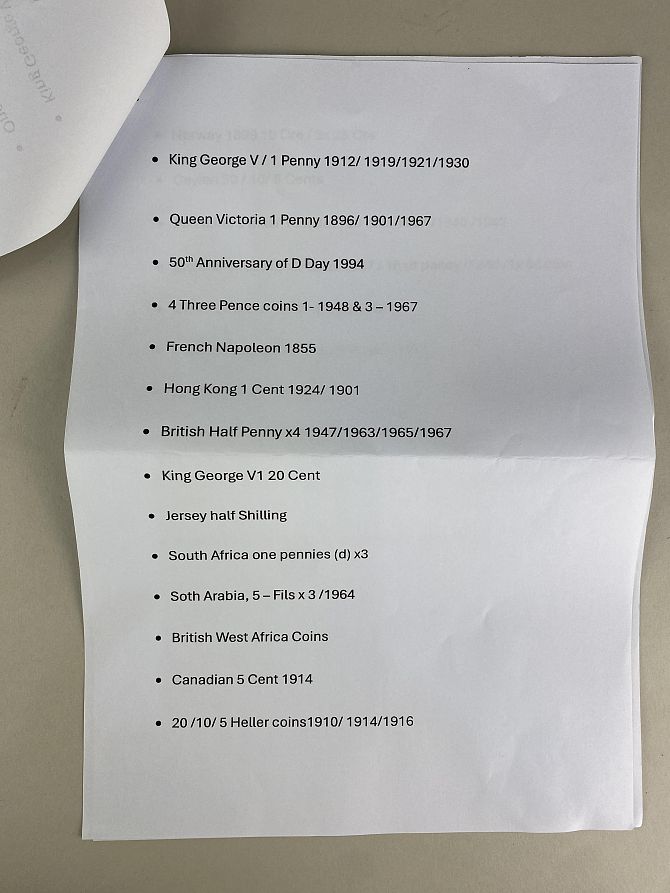 King George V / 1 Penny 1912/ 1919/1921/1930
Queen Victoria 1 Penny 1896/ 1901/1967
50th Anniversary of D Day 1994
4 Three Pence coins 1- 1948 & 3 – 1967
French Napoleon 1855
Hong Kong 1 Cent 1924/ 1901
British Half Penny x4 1947/1963/1965/1967
King George V1 20 Cent
Jersey half Shilling
South Africa one pennies (d) x3
Soth Arabia, 5 – Fils x 3 /1964
British West Africa Coins
Canadian 5 Cent 1914
20 /10/ 5 Heller coins1910/ 1914/1916